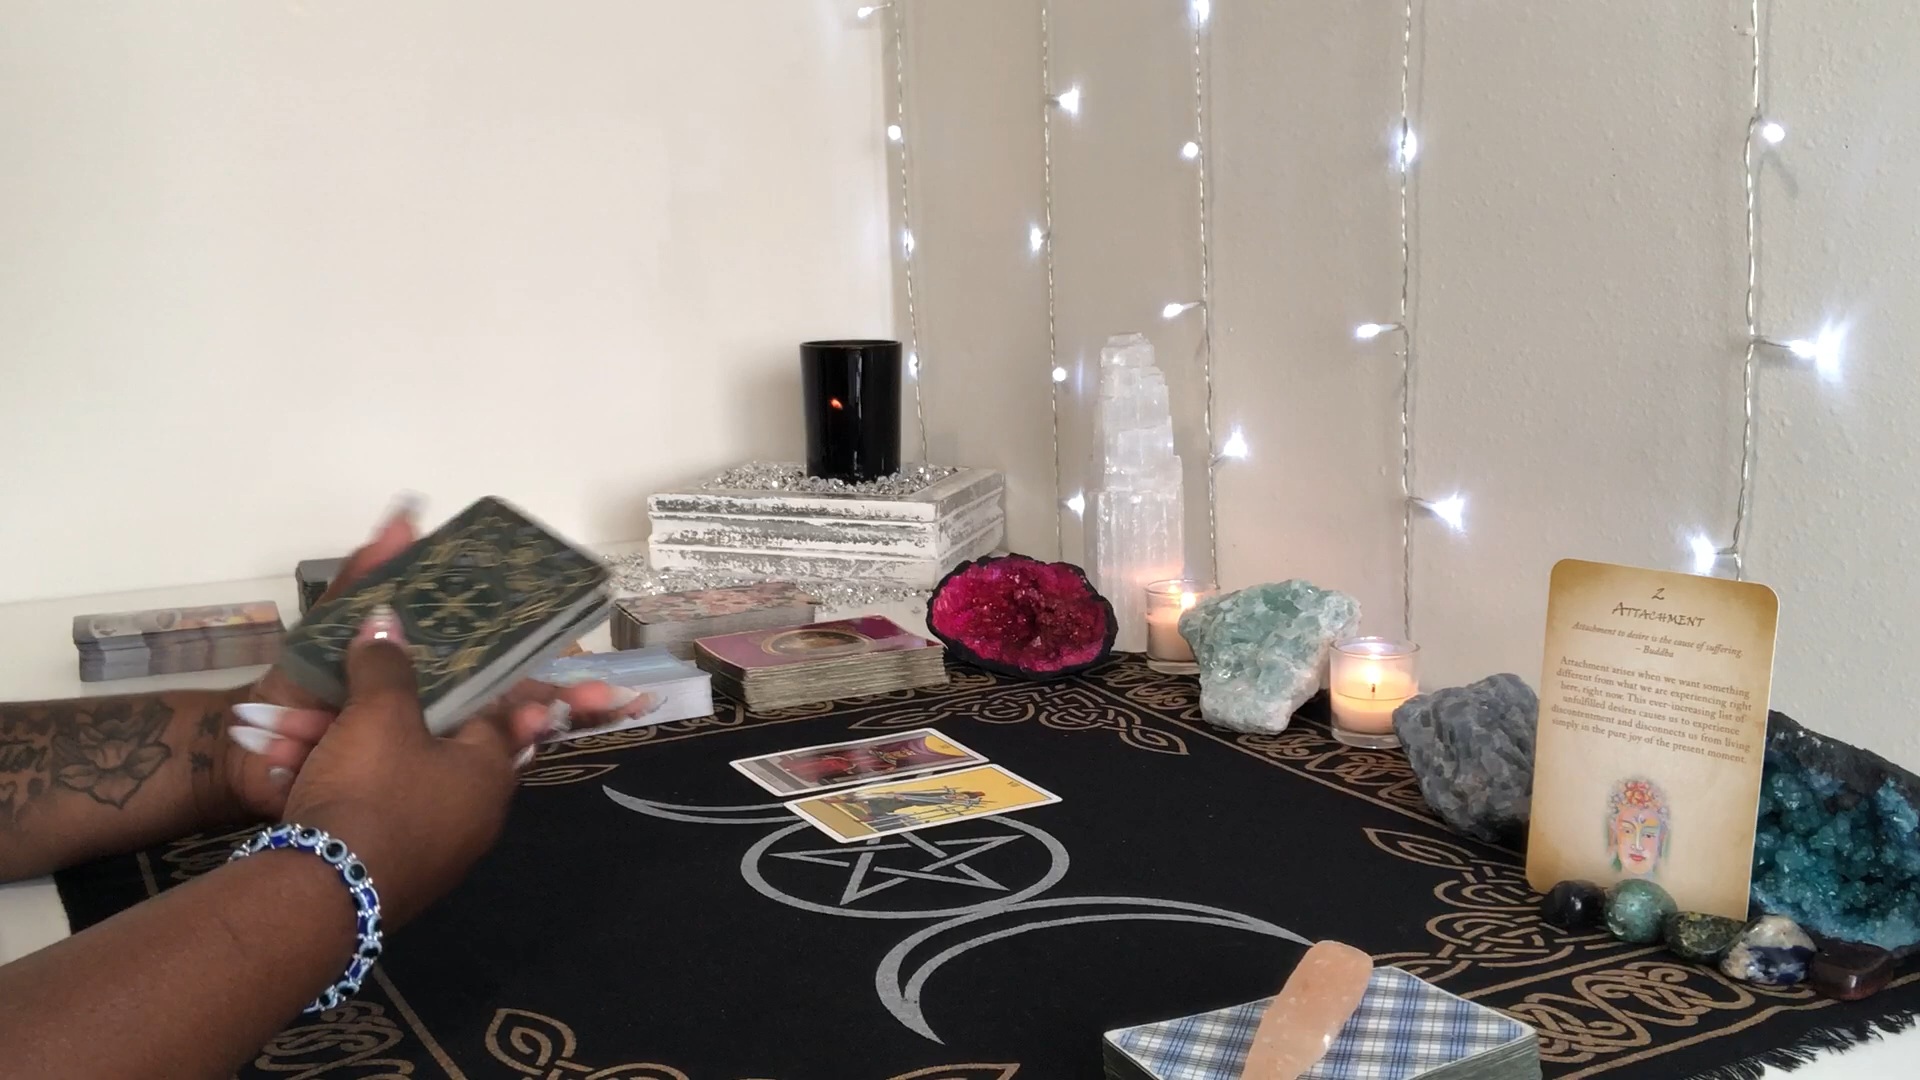 2
ATTACHMENT
Attachment to desire is the cause of suffering.
– Buddha
Attachment arises when we want something
different from what we are experiencing right
here, right now. This ever-increasing list of
unfulfilled desires causes us to experience
discontentment and disconnects us from living
simply in the pure joy of the present moment.